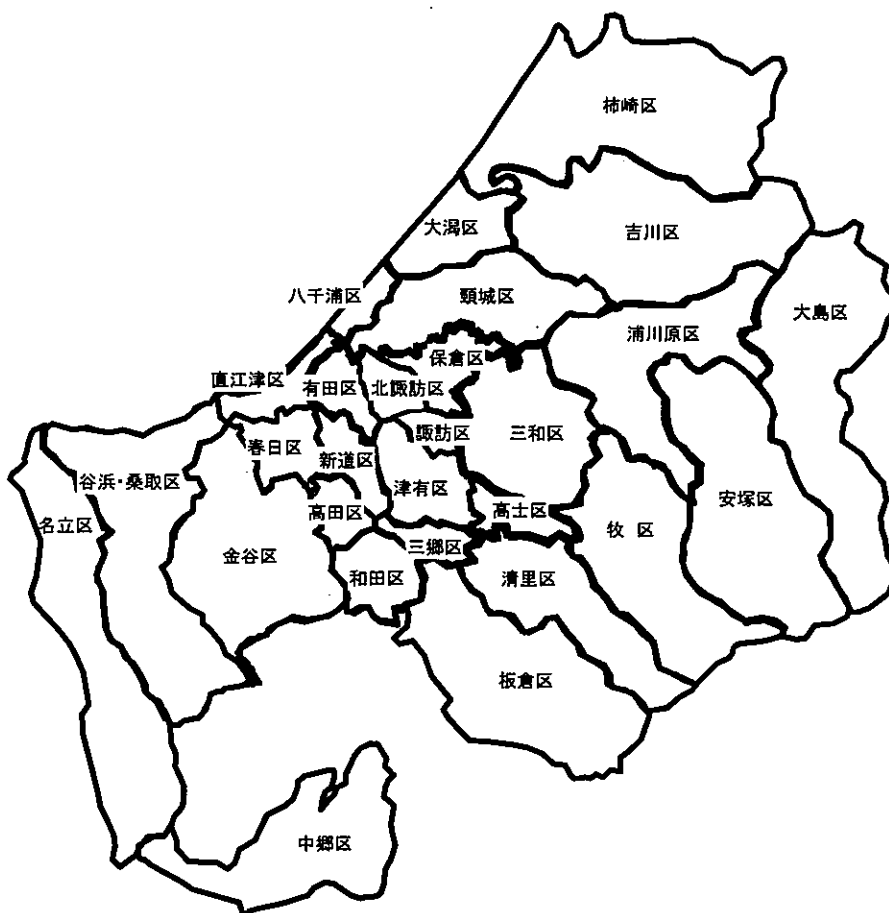 柿崎区
大潟区
吉川区
八千浦区
頸城区
大島区
浦川原区
保倉区
直江津区
有田区
北諏訪区
諏訪区
三和区
春日区
新道区
谷浜・桑取区
津有区
安塚区
高田区
高士区
名立区
牧 区
三郷区
金谷区
和田区
清里区
板倉区
中郷区